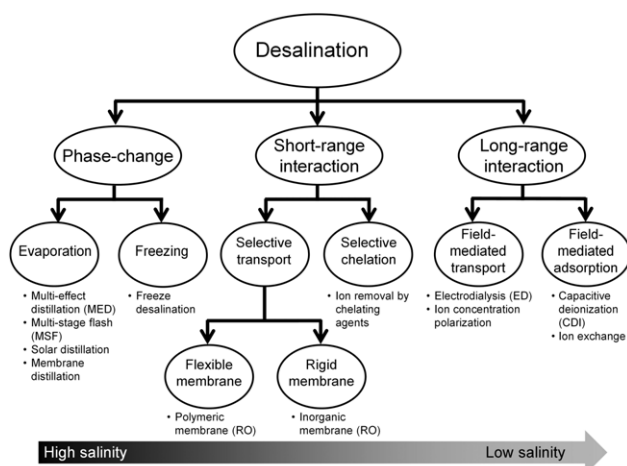 Desalination
Phase-change
Short-range
interaction
Long-range
interaction
Evaporation
Freezing
Selective
transport
Selective
chelation
Field-
mediated
transport
Field-
mediated
adsorption
• Multi-effect
distillation (MED)
• Multi-stage flash
(MSF)
• Solar distillation
• Membrane
distillation
• Freeze
desalination
• Ion removal by
chelating
agents
• Electrodialysis (ED)
• Ion concentration
polarization
• Capacitive
deionization
(CDI)
• Ion exchange
Flexible
membrane
Rigid
membrane
• Polymeric
membrane (RO)
• Inorganic
membrane (RO)
High salinity
Low salinity